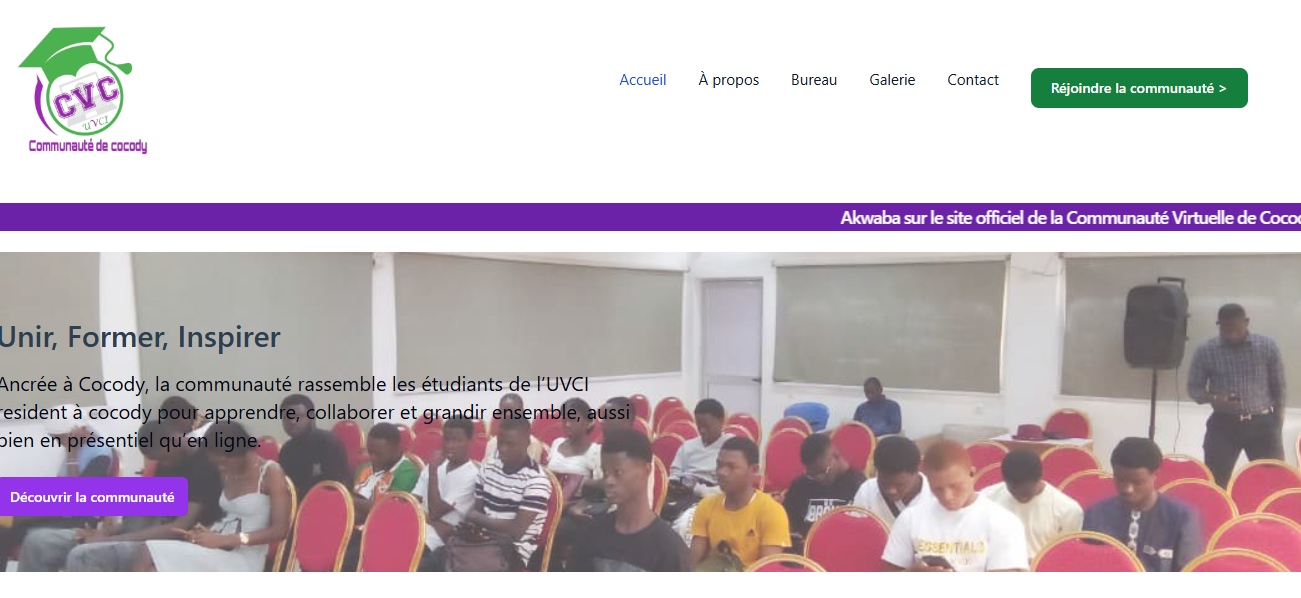 CVC
UVCI
Communauté de cocody
Accueil
À propos
Bureau
Galerie
Contact
Réjoindre la communauté >
Akwaba sur le site officiel de la Communauté Virtuelle de
Unir, Former, Inspirer
Ancrée à Cocody, la communauté rassemble les étudiants de l'UVCI
resident à cocody pour apprendre, collaborer et grandir ensemble, aussi
bien en présentiel qu'en ligne.
Découvrir la communauté
ESSENTIALS